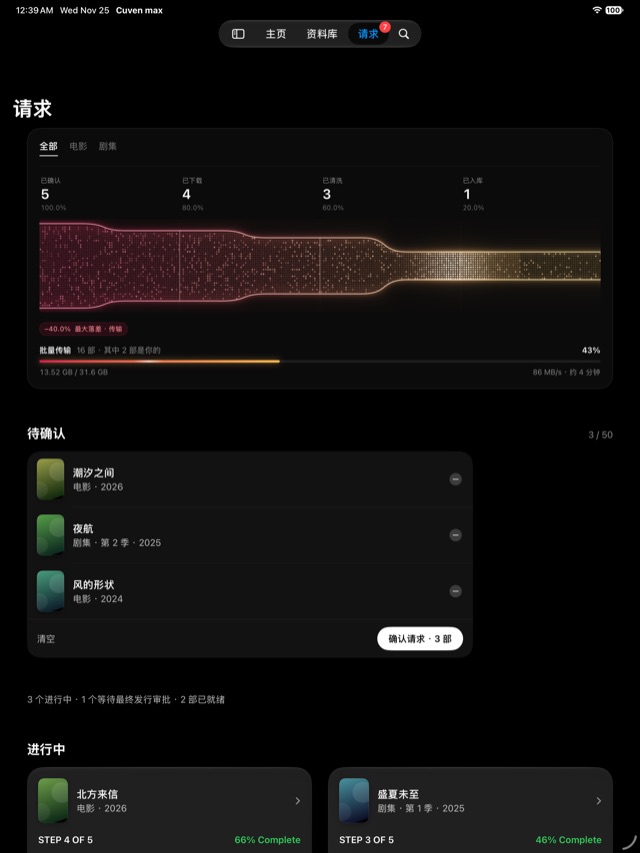 12:39 AM Wed Nov 25 Cuven max
100
主页 资料库 请求 7
请求
全部 电影 剧集
已确认 已下载 已清洗 已入库
5 4 3 1
100.0% 80.0% 60.0% 20.0%
-40.0% 最大落差 · 传输
批量传输 16 部 · 其中 2 部是你的 43%
13.52 GB / 31.6 GB 86 MB/s · 约 4 分钟
待确认 3 / 50
潮汐之间
电影 · 2026
夜航
剧集 · 第 2 季 · 2025
风的形状
电影 · 2024
清空 确认请求 · 3 部
3 个进行中 · 1 个等待最终发行审批 · 2 部已就绪
进行中
北方来信
电影 · 2026
STEP 4 OF 5 66% Complete
盛夏未至
剧集 · 第 1 季 · 2025
STEP 3 OF 5 46% Complete